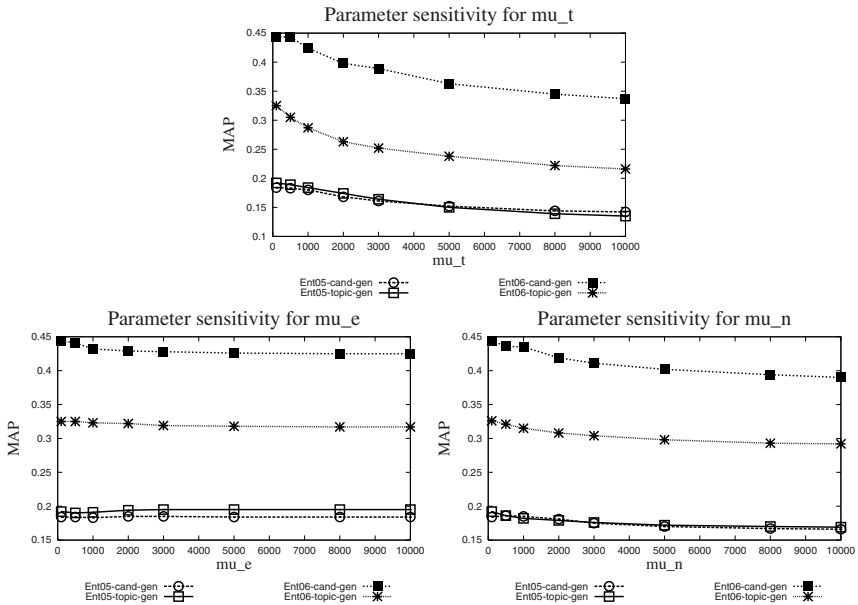 Parameter sensitivity for mu_t
0.45
0.4
0.35
0.3
0.25
0.2
0.15
0.1
MAP
0 1000 2000 3000 4000 5000 6000 7000 8000 9000 10000
mu_t
Ent05-cand-gen Ent06-cand-gen
Ent05-topic-gen Ent06-topic-gen
Parameter sensitivity for mu_e
0.45
0.4
0.35
0.3
0.25
0.2
0.15
MAP
0 1000 2000 3000 4000 5000 6000 7000 8000 9000 10000
mu_e
Ent05-cand-gen Ent06-cand-gen
Ent05-topic-gen Ent06-topic-gen
Parameter sensitivity for mu_n
0.45
0.4
0.35
0.3
0.25
0.2
0.15
MAP
0 1000 2000 3000 4000 5000 6000 7000 8000 9000 10000
mu_n
Ent05-cand-gen Ent06-cand-gen
Ent05-topic-gen Ent06-topic-gen